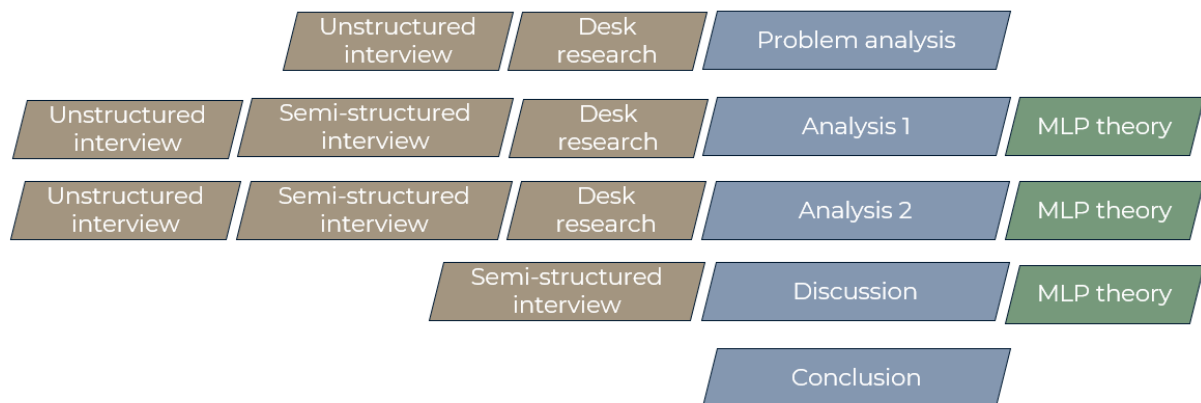 Unstructured
interview
Desk
research
Problem analysis
Unstructured
interview
Semi-structured
interview
Desk
research
Analysis 1
MLP theory
Unstructured
interview
Semi-structured
interview
Desk
research
Analysis 2
MLP theory
Semi-structured
interview
Discussion
MLP theory
Conclusion